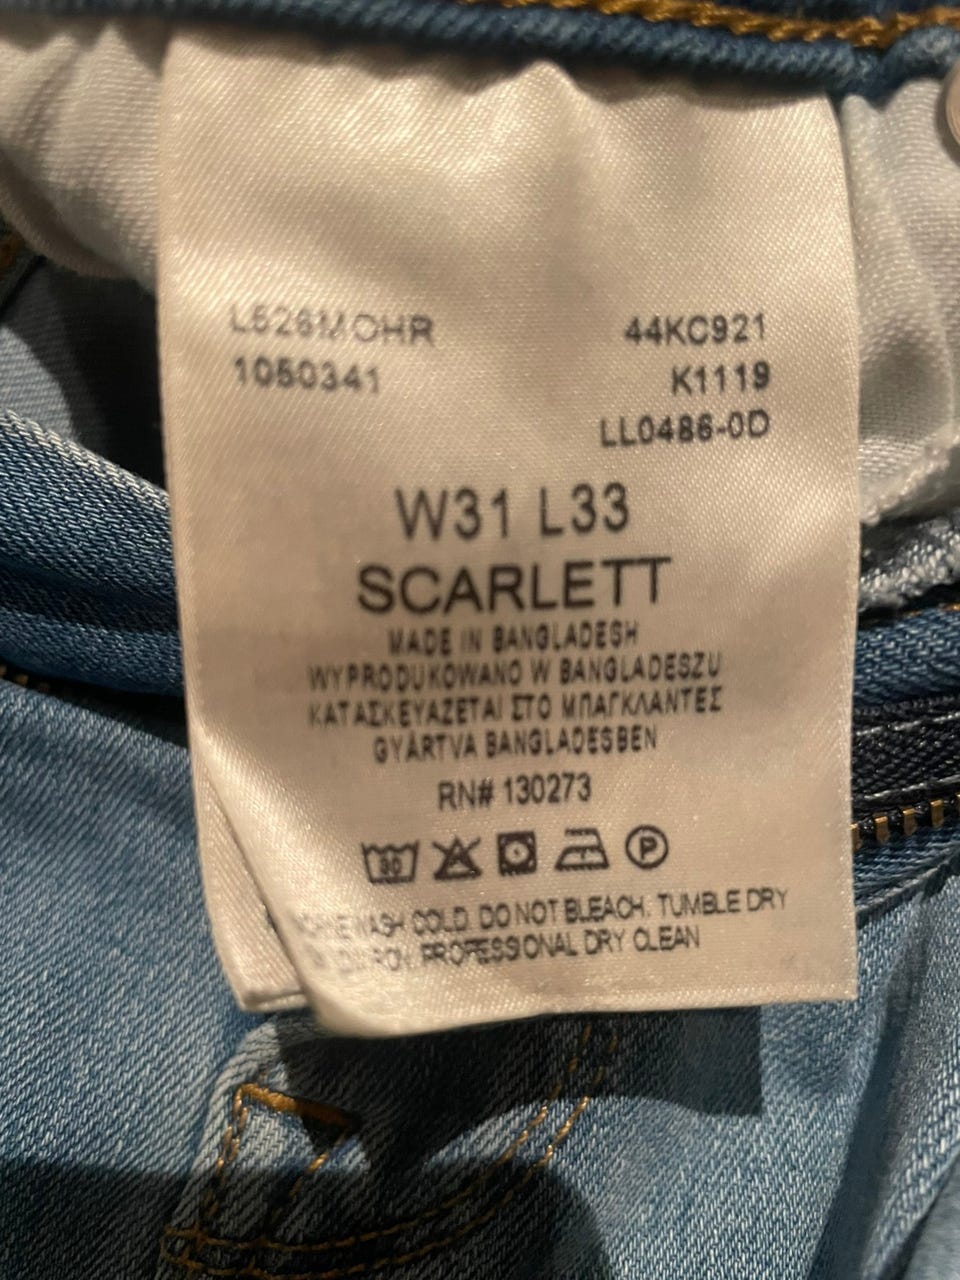 L526MOHR 44KC921
1050341 K1119
LL0486-0D
W31 L33
SCARLETT
MADE IN BANGLADESH
WYPRODUKOWANO W BANGLADESZU
ΚΑΤΑΣΚΕΥΑΖΕΤΑΙ ΣΤΟ ΜΠΑΓΚΛΑΝΤΕΣ
GYÁRTVA BANGLADESBEN
RN# 130273
P
WASH COLD. DO NOT BLEACH. TUMBLE DRY
IRON. PROFESSIONAL DRY CLEAN